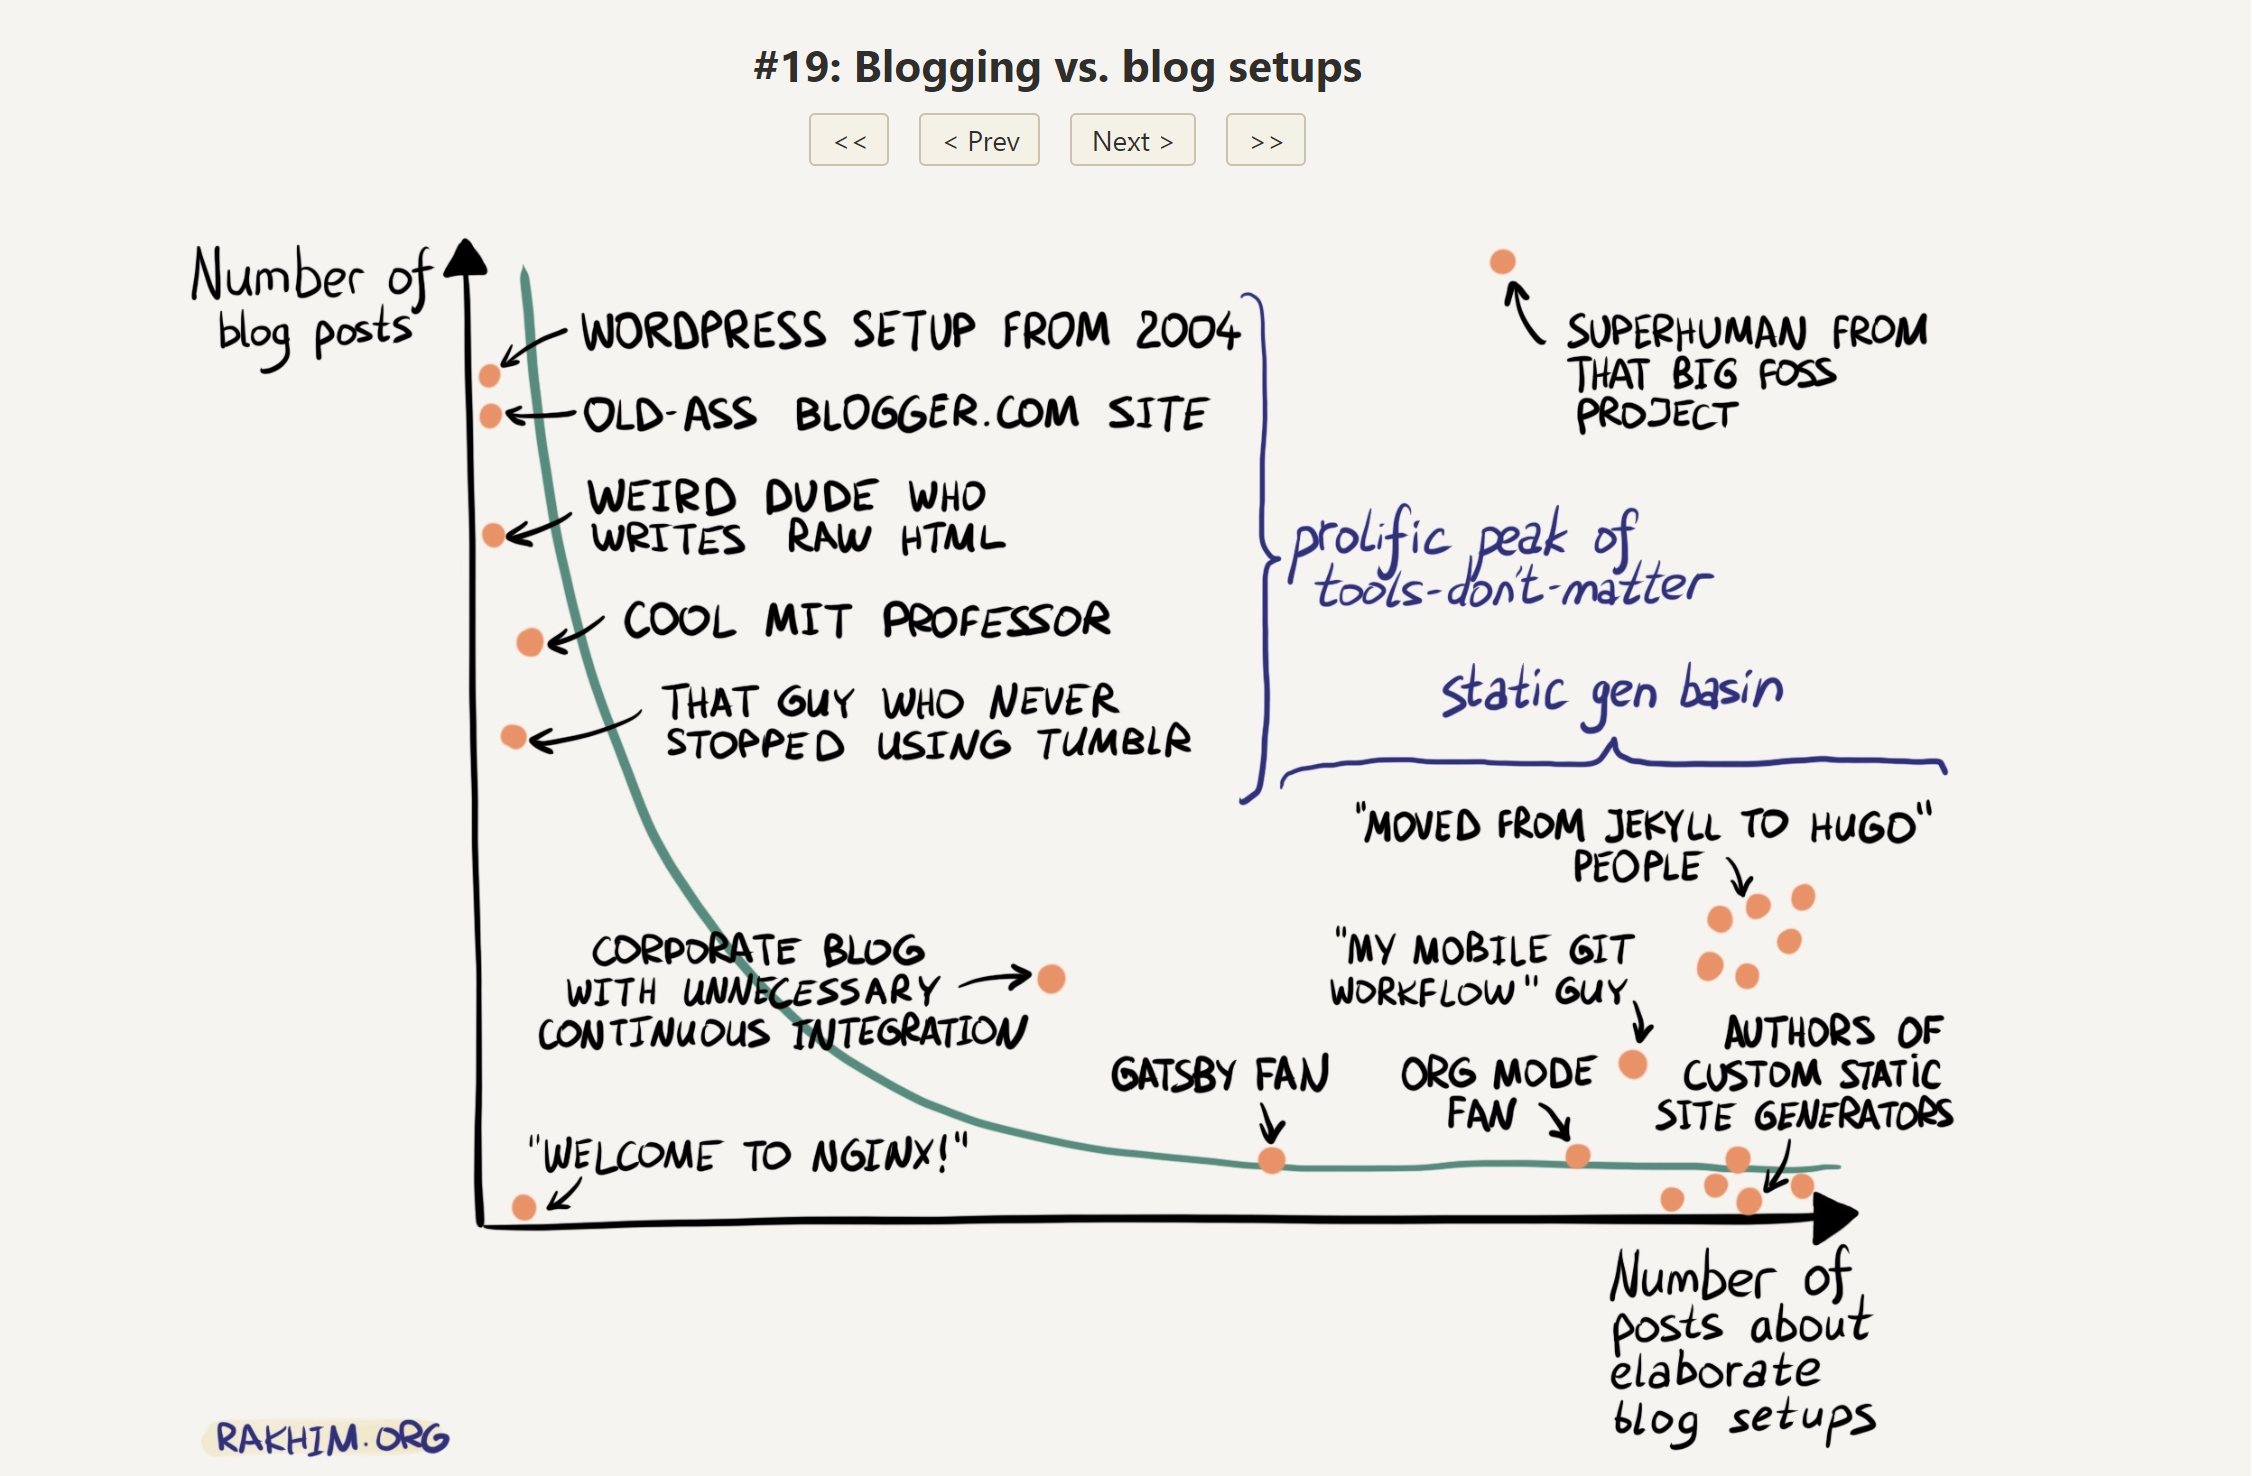 #19: Blogging vs. blog setups
<< < Prev Next > >>
Number of
blog posts
WORDPRESS SETUP FROM 2004
OLD-ASS BLOGGER.COM SITE
WEIRD DUDE WHO
WRITES RAW HTML
COOL MIT PROFESSOR
THAT GUY WHO NEVER
STOPPED USING TUMBLR
prolific peak of
tools-don't-matter
SUPERHUMAN FROM
THAT BIG FOSS
PROJECT
static gen basin
"MOVED FROM JEKYLL TO HUGO"
PEOPLE
CORPORATE BLOG
WITH UNNECESSARY
CONTINUOUS INTEGRATION
"MY MOBILE GIT
WORKFLOW" GUY
GATSBY FAN
ORG MODE
FAN
AUTHORS OF
CUSTOM STATIC
SITE GENERATORS
"WELCOME TO NGINX!"
Number of
posts about
elaborate
blog setups
RAKHIM.ORG